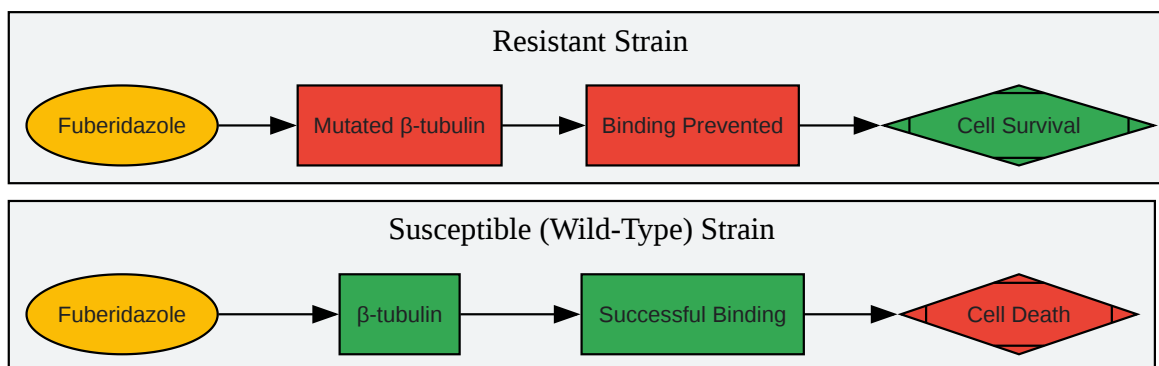 Resistant Strain
Fuberidazole
Mutated β-tubulin
Binding Prevented
Cell Survival
Susceptible (Wild-Type) Strain
Fuberidazole
β-tubulin
Successful Binding
Cell Death